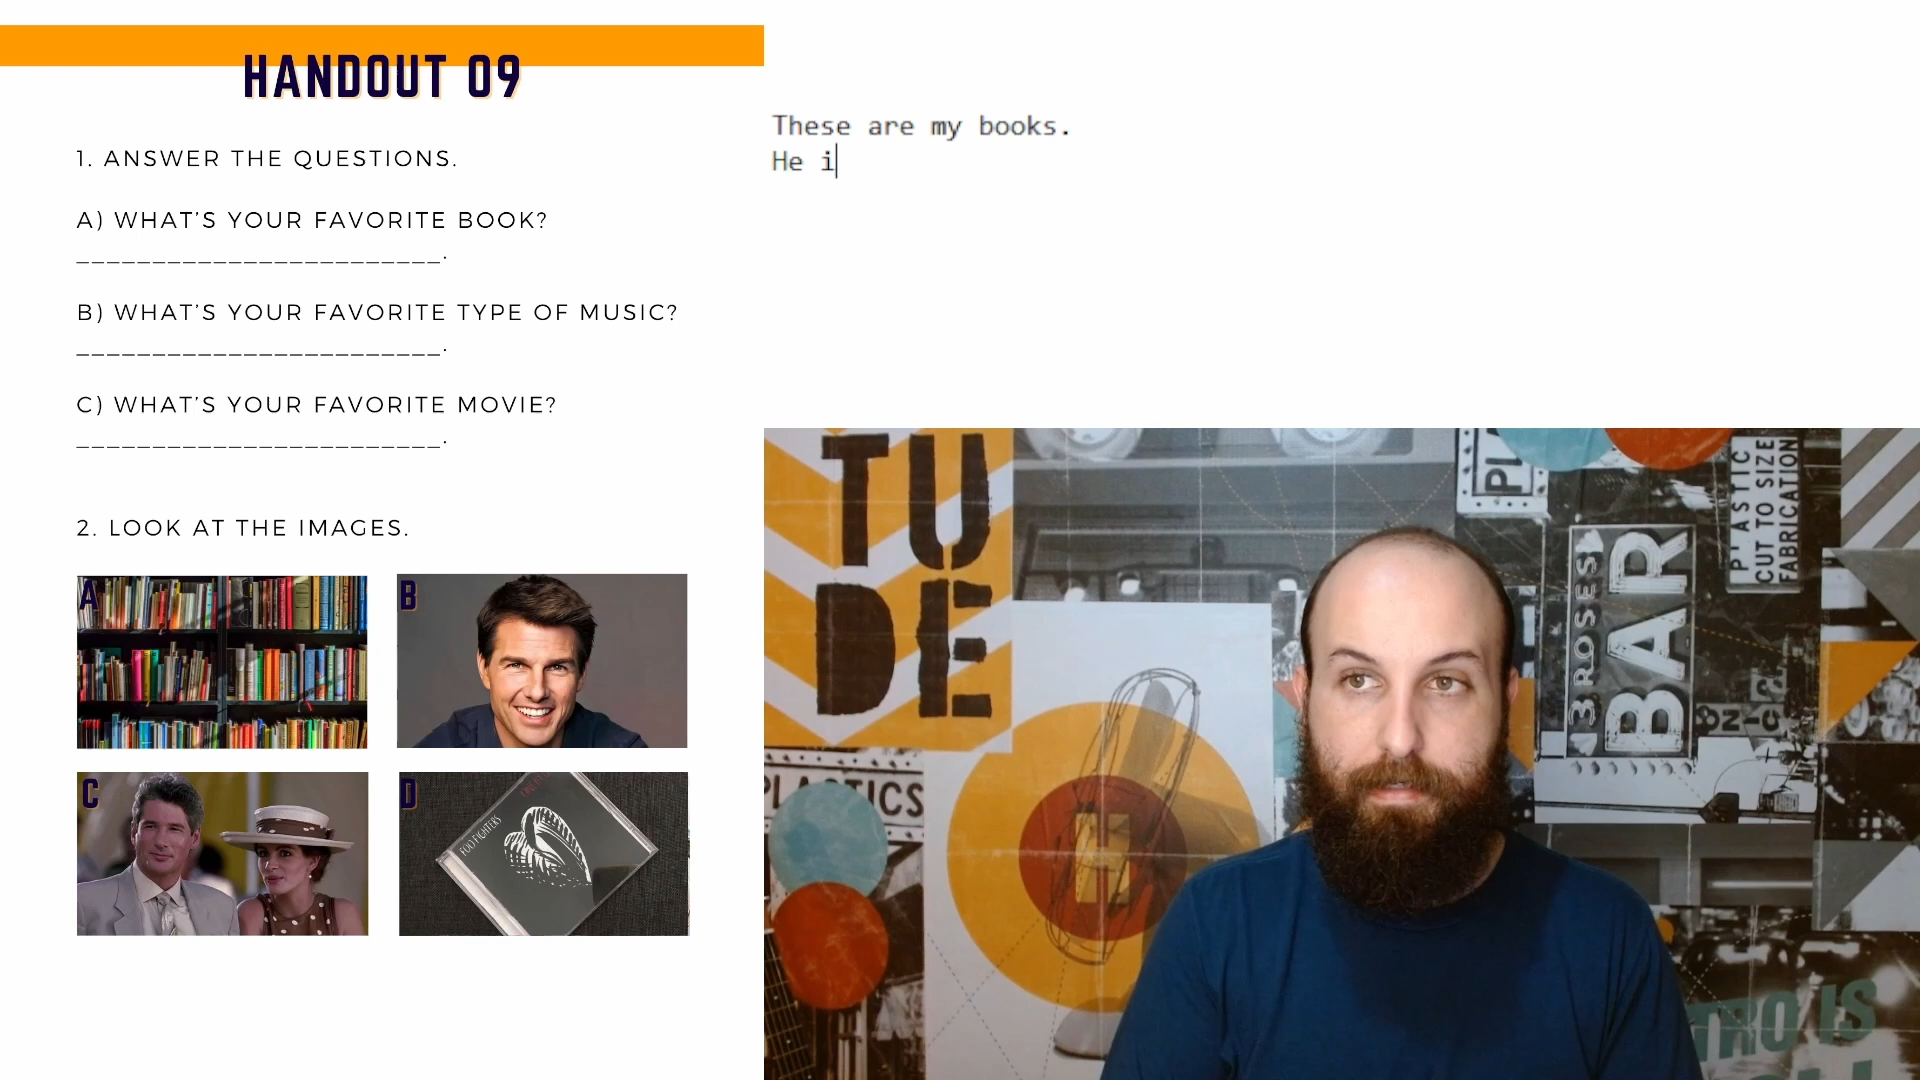 HANDOUT 09
1. ANSWER THE QUESTIONS.
A) WHAT'S YOUR FAVORITE BOOK?
________________________.
B) WHAT'S YOUR FAVORITE TYPE OF MUSIC?
________________________.
C) WHAT'S YOUR FAVORITE MOVIE?
________________________.
2. LOOK AT THE IMAGES.
A
B
C
D
FOO FIGHTERS
These are my books.
He i
TU
DE
PLASTIC
CUT TO SIZE
FABRICATION
3 ROSES
BAR
PLASTICS
H
TRO IS